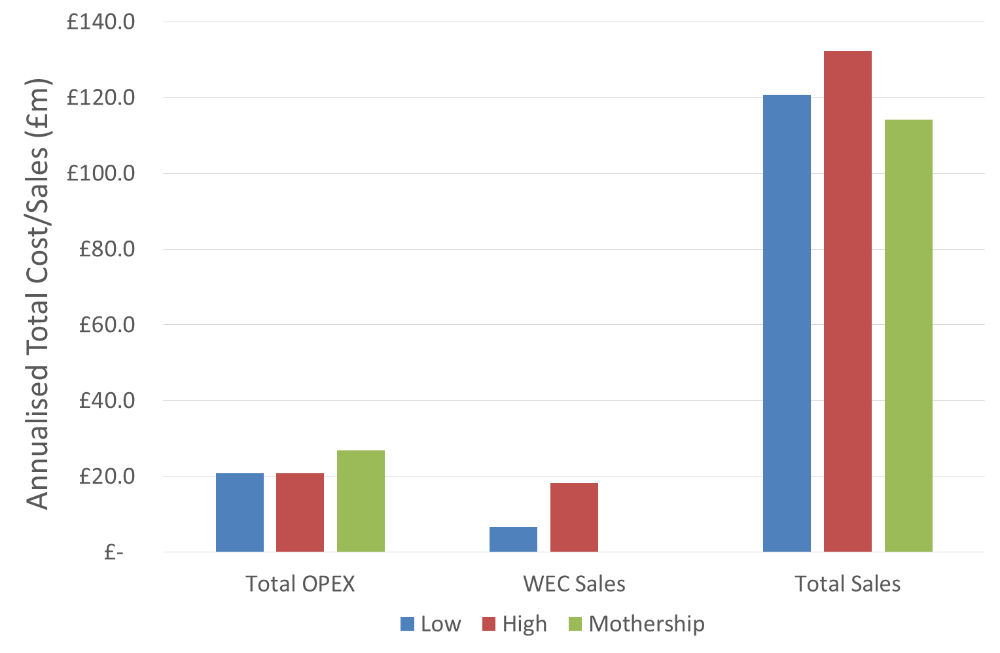 Annualised Total Cost/Sales (£m)
£140.0
£120.0
£100.0
£80.0
£60.0
£40.0
£20.0
£-
Total OPEX
WEC Sales
Total Sales
Low
High
Mothership